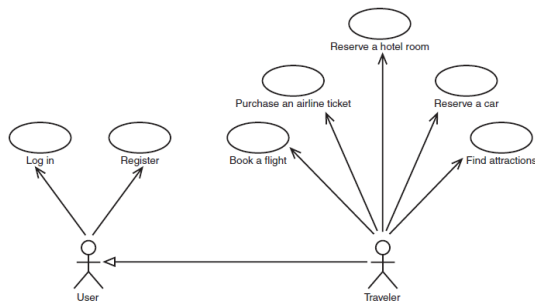 Reserve a hotel room
Purchase an airline ticket
Reserve a car
Log in
Register
Book a flight
Find attractions
User
Traveler